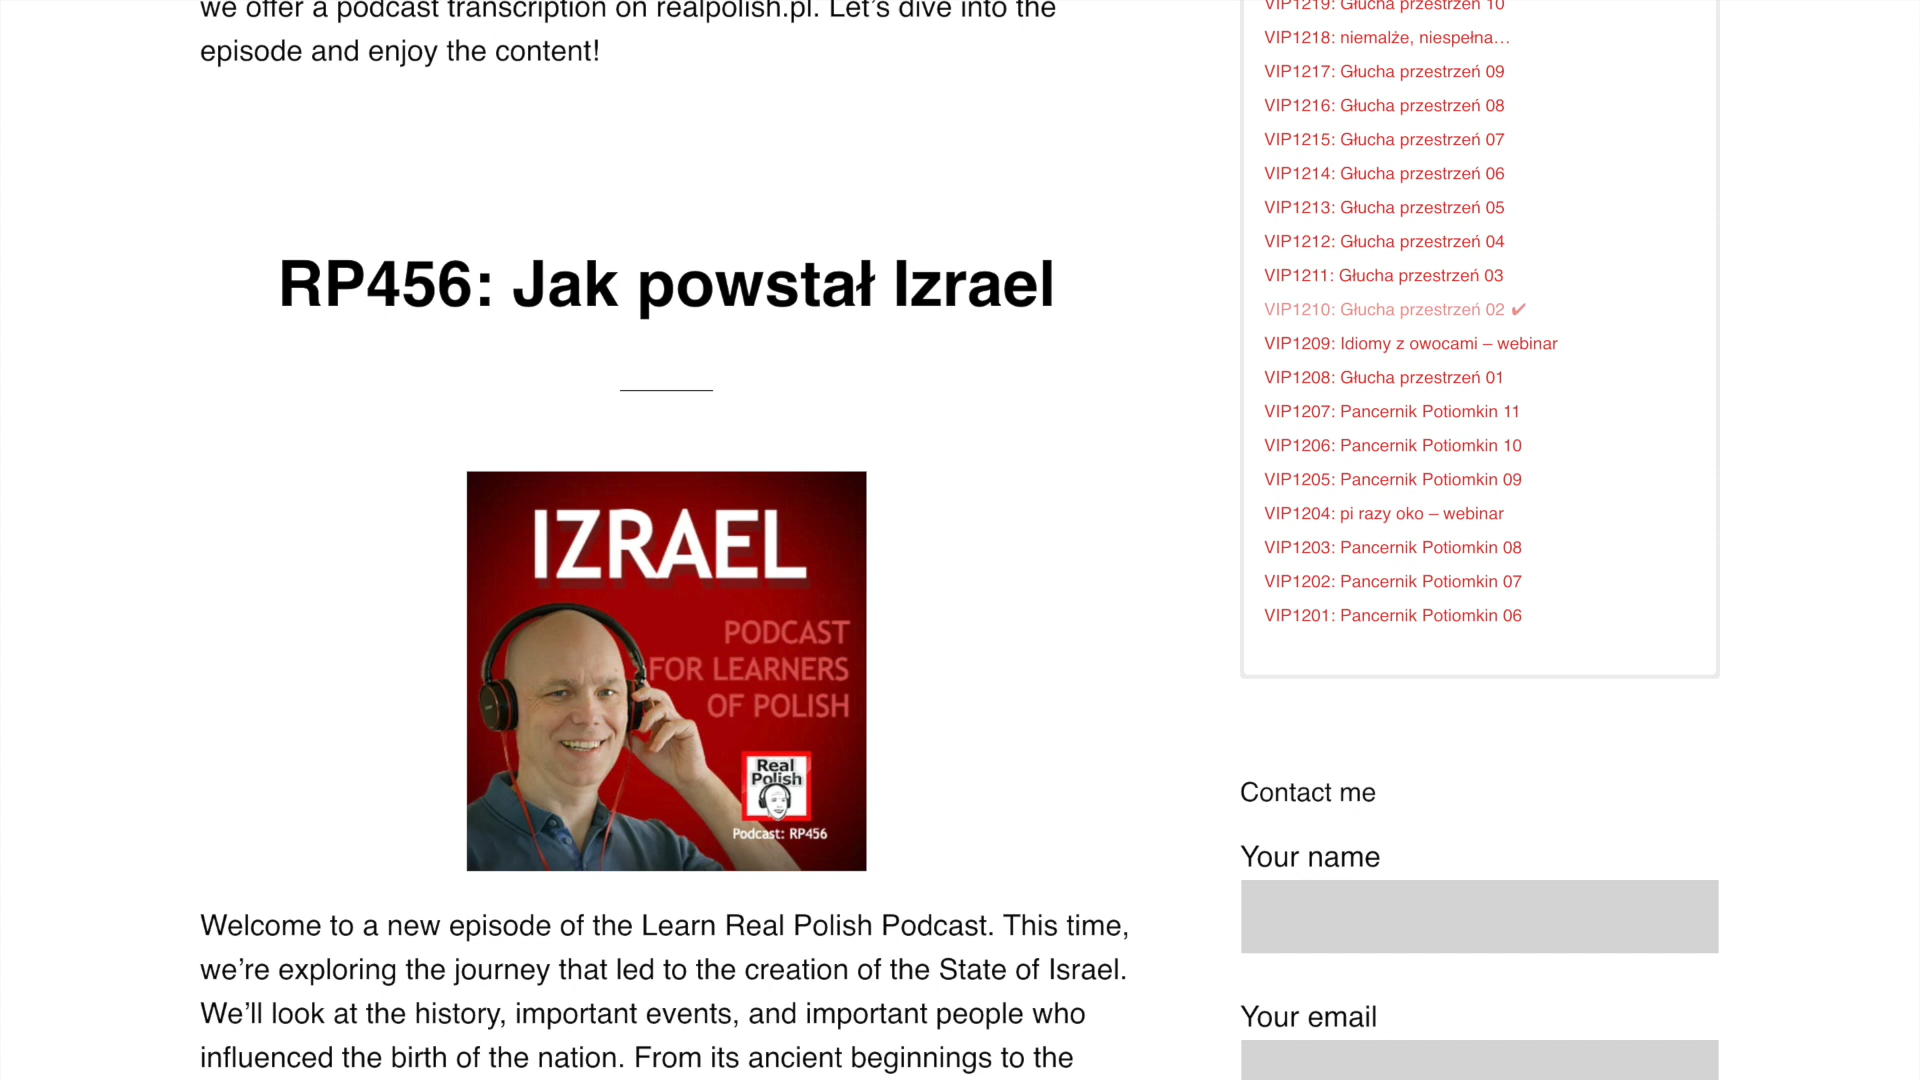 we offer a podcast transcription on realpolish.pl. Let’s dive into the
episode and enjoy the content!
RP456: Jak powstał Izrael
IZRAEL
PODCAST
FOR LEARNERS
OF POLISH
Real
Polish
Podcast: RP456
Welcome to a new episode of the Learn Real Polish Podcast. This time,
we’re exploring the journey that led to the creation of the State of Israel.
We’ll look at the history, important events, and important people who
influenced the birth of the nation. From its ancient beginnings to the
VIP1219: Głucha przestrzeń 10
VIP1218: niemalże, niespełna…
VIP1217: Głucha przestrzeń 09
VIP1216: Głucha przestrzeń 08
VIP1215: Głucha przestrzeń 07
VIP1214: Głucha przestrzeń 06
VIP1213: Głucha przestrzeń 05
VIP1212: Głucha przestrzeń 04
VIP1211: Głucha przestrzeń 03
VIP1210: Głucha przestrzeń 02 ✔
VIP1209: Idiomy z owocami – webinar
VIP1208: Głucha przestrzeń 01
VIP1207: Pancernik Potiomkin 11
VIP1206: Pancernik Potiomkin 10
VIP1205: Pancernik Potiomkin 09
VIP1204: pi razy oko – webinar
VIP1203: Pancernik Potiomkin 08
VIP1202: Pancernik Potiomkin 07
VIP1201: Pancernik Potiomkin 06
Contact me
Your name
Your email